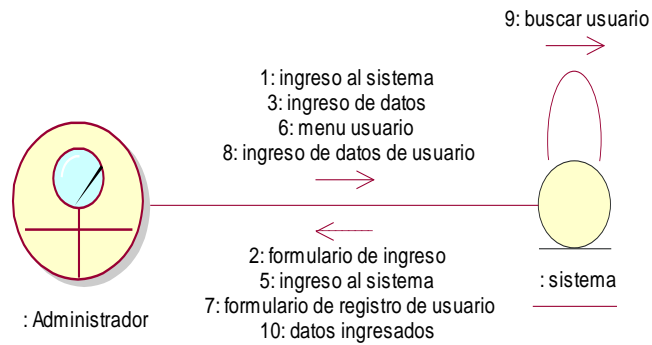 9: buscar usuario
1: ingreso al sistema
3: ingreso de datos
6: menu usuario
8: ingreso de datos de usuario
2: formulario de ingreso
5: ingreso al sistema
7: formulario de registro de usuario
10: datos ingresados
: Administrador
: sistema